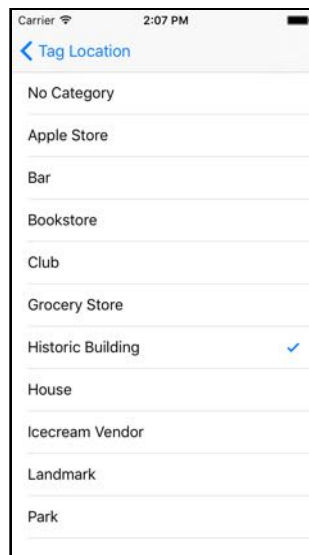 Carrier 2:07 PM
Tag Location
No Category
Apple Store
Bar
Bookstore
Club
Grocery Store
Historic Building
House
Icecream Vendor
Landmark
Park